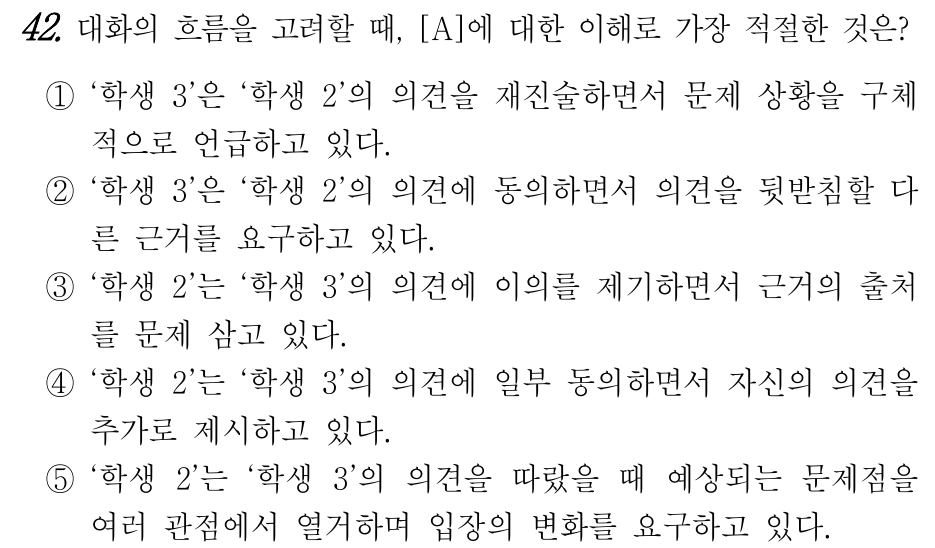 42. 대화의 흐름을 고려할 때, [A]에 대한 이해로 가장 적절한 것은?
① ‘학생 3’은 ‘학생 2’의 의견을 재진술하면서 문제 상황을 구체
적으로 언급하고 있다.
② ‘학생 3’은 ‘학생 2’의 의견에 동의하면서 의견을 뒷받침할 다
른 근거를 요구하고 있다.
③ ‘학생 2’는 ‘학생 3’의 의견에 이의를 제기하면서 근거의 출처
를 문제 삼고 있다.
④ ‘학생 2’는 ‘학생 3’의 의견에 일부 동의하면서 자신의 의견을
추가로 제시하고 있다.
⑤ ‘학생 2’는 ‘학생 3’의 의견을 따랐을 때 예상되는 문제점을
여러 관점에서 열거하며 입장의 변화를 요구하고 있다.